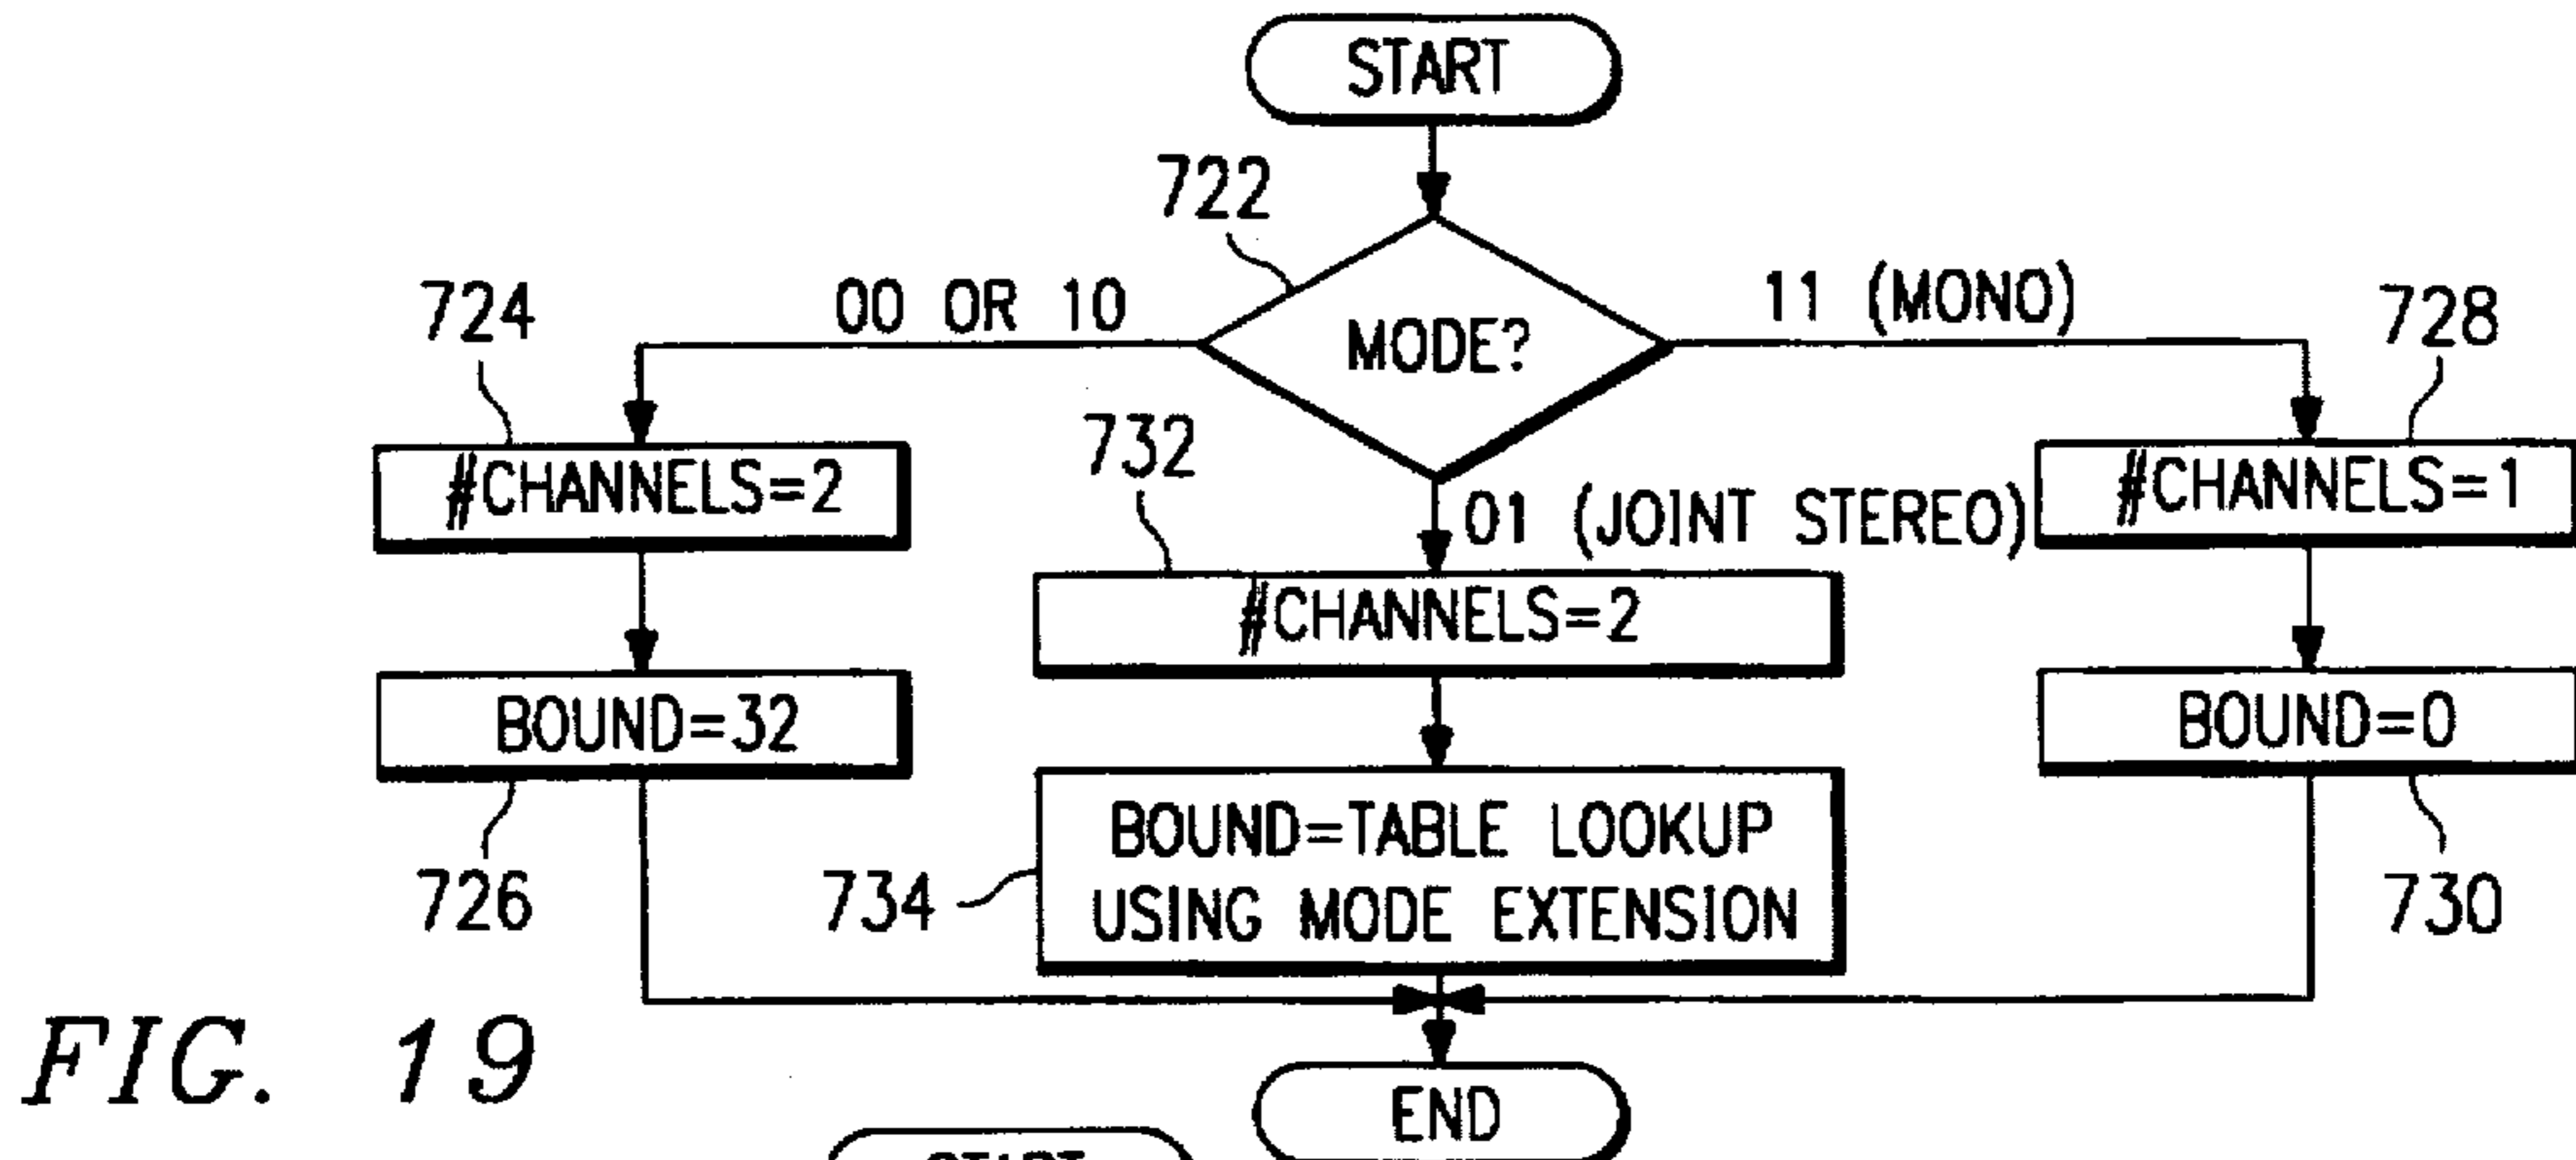 START
722
MODE?
00 OR 10
11 (MONO)
01 (JOINT STEREO)
724
#CHANNELS=2
732
#CHANNELS=2
728
#CHANNELS=1
BOUND=32
726
734
BOUND=TABLE LOOKUP
USING MODE EXTENSION
BOUND=0
730
END
FIG. 19
START